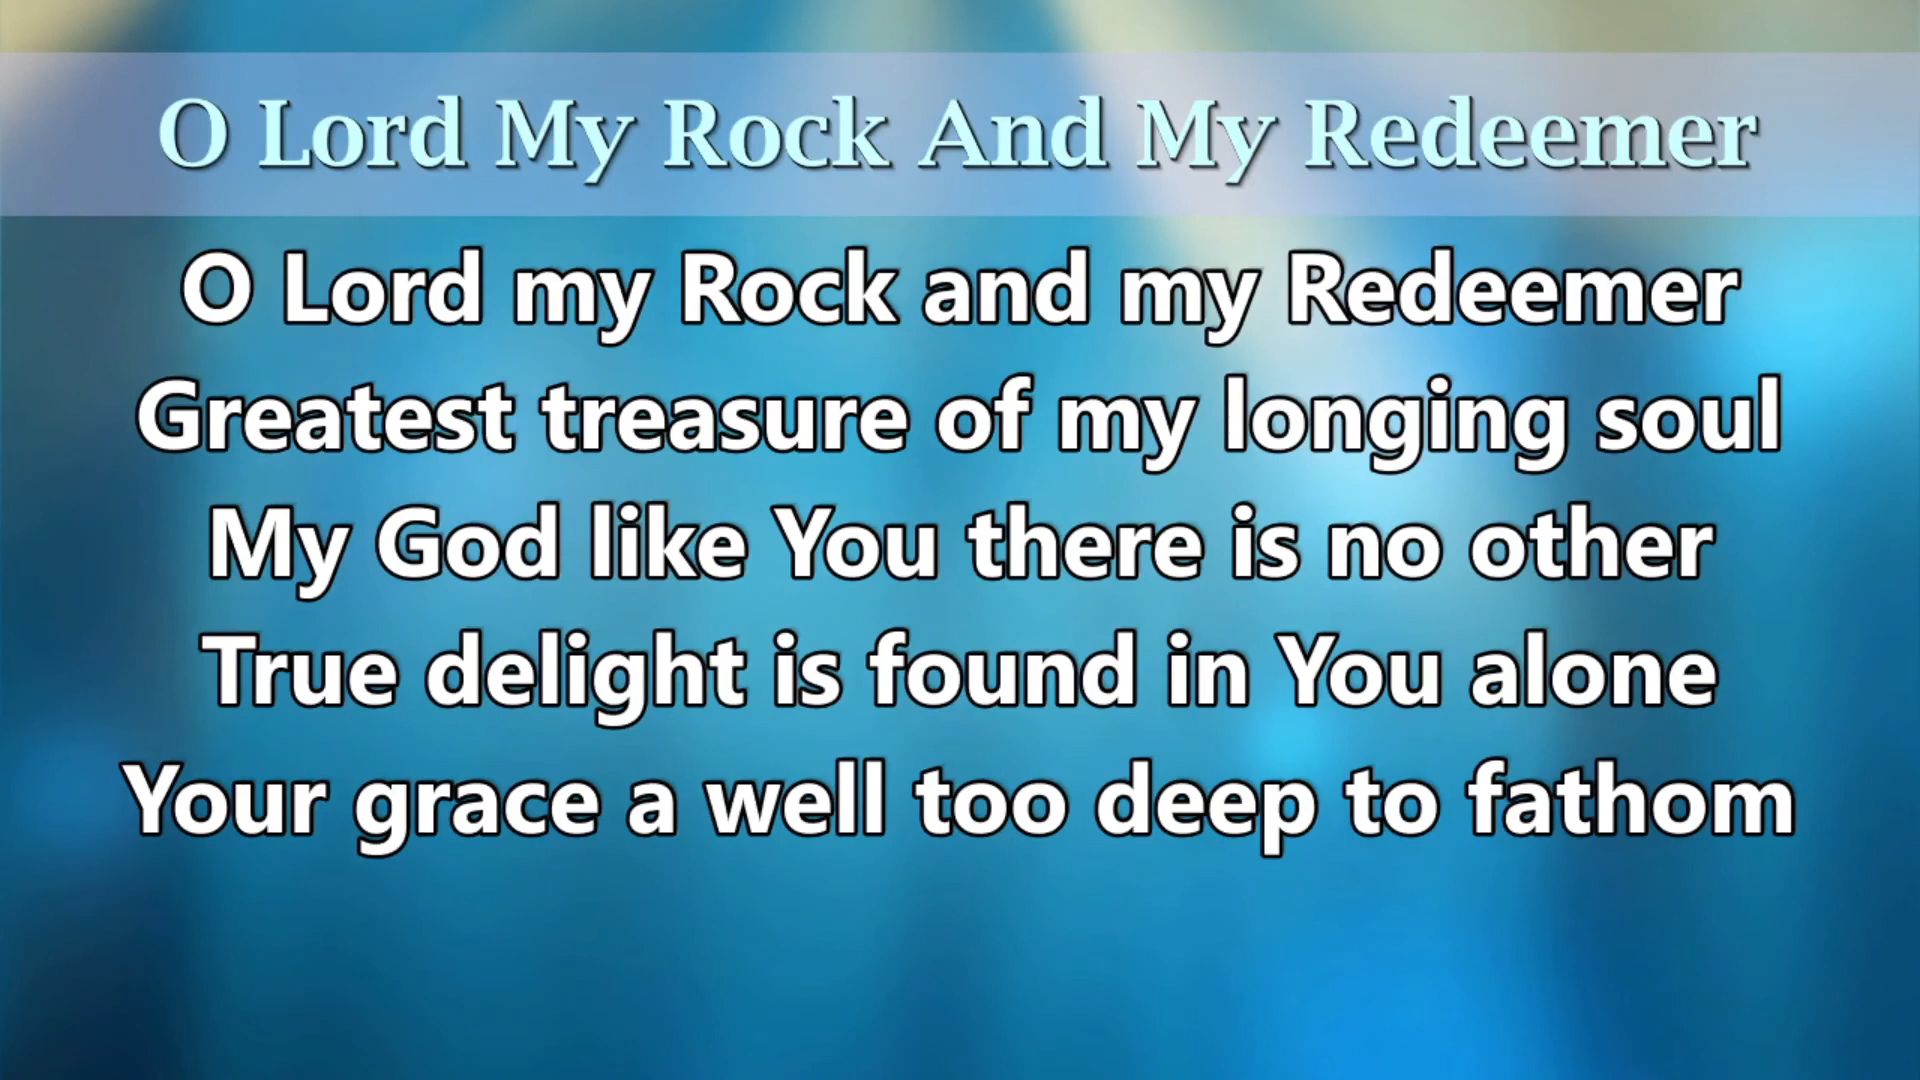 O Lord My Rock And My Redeemer
O Lord my Rock and my Redeemer
Greatest treasure of my longing soul
My God like You there is no other
True delight is found in You alone
Your grace a well too deep to fathom